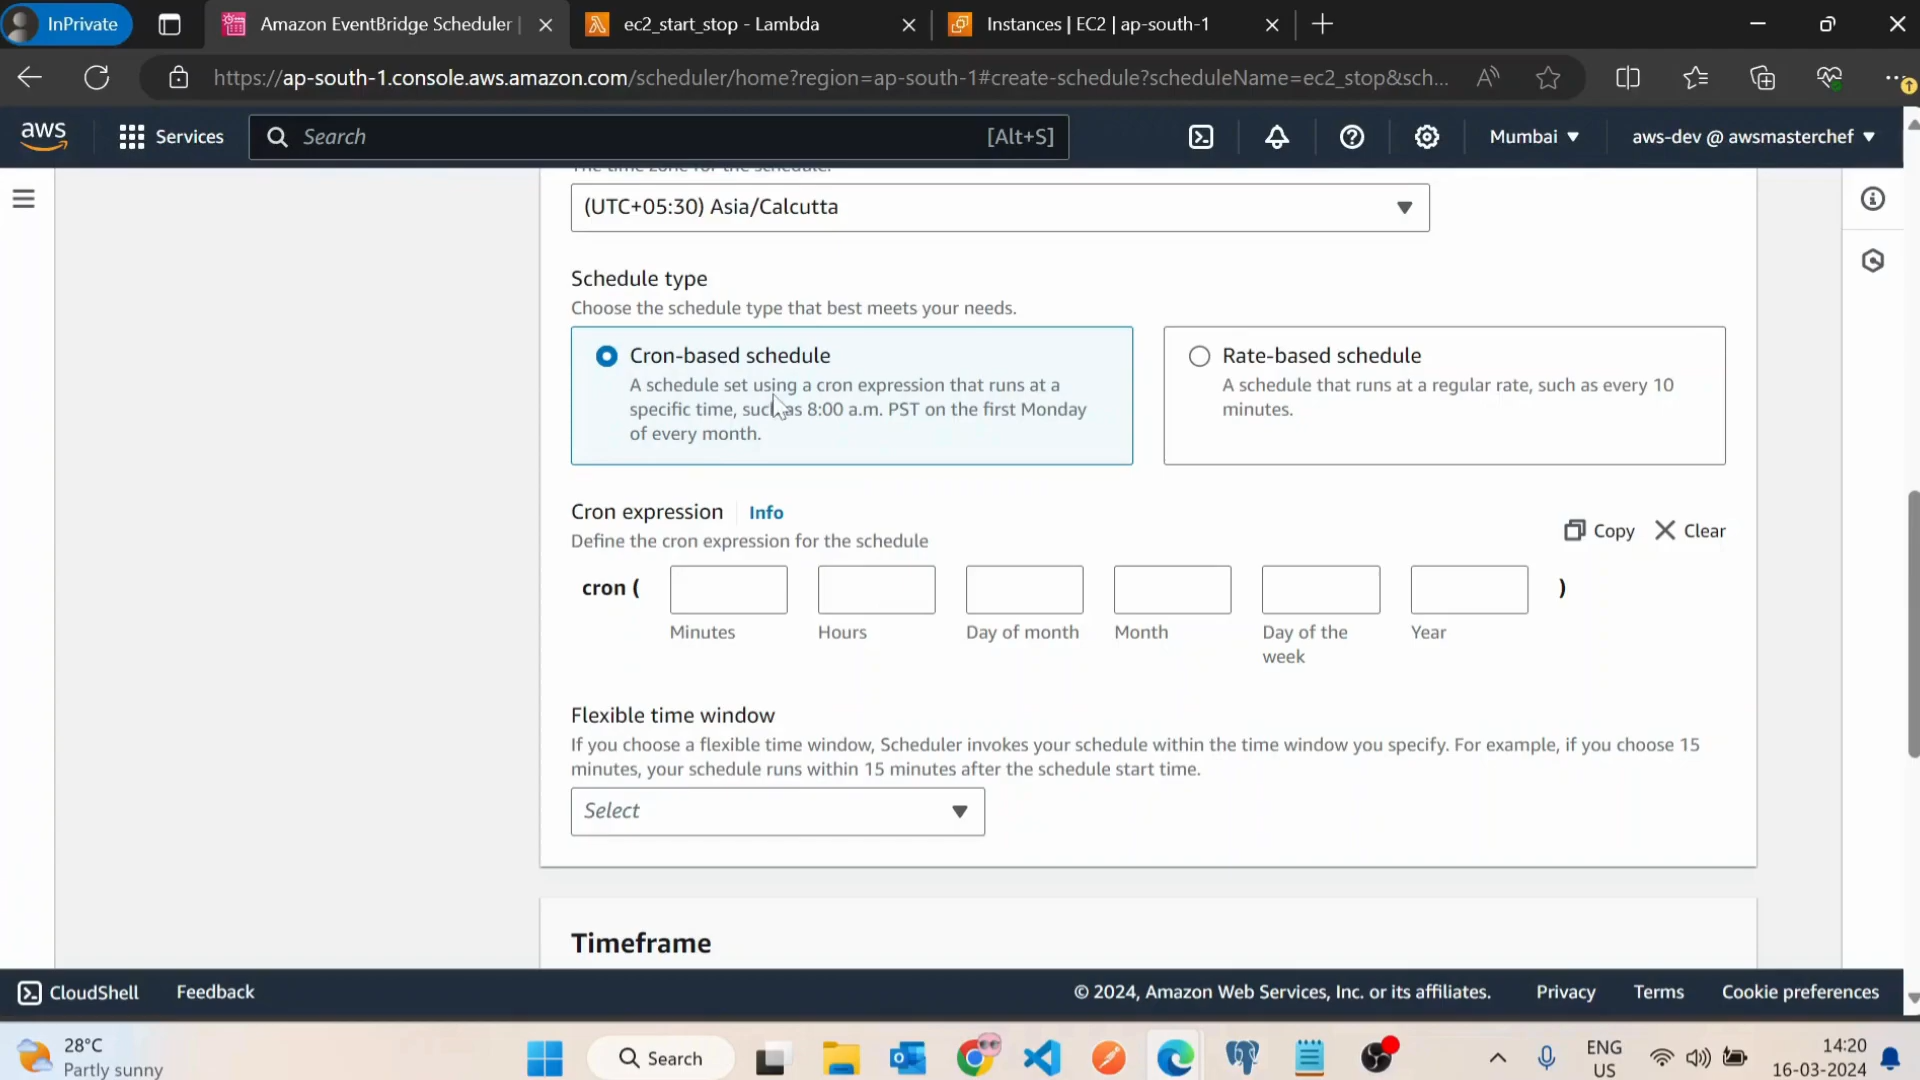 InPrivate
Amazon EventBridge Scheduler |
ec2_start_stop - Lambda
Instances | EC2 | ap-south-1
https://ap-south-1.console.aws.amazon.com/scheduler/home?region=ap-south-1#create-schedule?scheduleName=ec2_stop&sch...
aws
Services
Search
[Alt+S]
Mumbai
aws-dev @ awsmasterchef
The time zone for the schedule.
(UTC+05:30) Asia/Calcutta
Schedule type
Choose the schedule type that best meets your needs.
Cron-based schedule
A schedule set using a cron expression that runs at a
specific time, such as 8:00 a.m. PST on the first Monday
of every month.
Rate-based schedule
A schedule that runs at a regular rate, such as every 10
minutes.
Cron expression
Info
Define the cron expression for the schedule
Copy
Clear
cron (
)
Minutes
Hours
Day of month
Month
Day of the
week
Year
Flexible time window
If you choose a flexible time window, Scheduler invokes your schedule within the time window you specify. For example, if you choose 15
minutes, your schedule runs within 15 minutes after the schedule start time.
Select
Timeframe
CloudShell
Feedback
© 2024, Amazon Web Services, Inc. or its affiliates.
Privacy
Terms
Cookie preferences
28°C
Partly sunny
Search
ENG
US
14:20
16-03-2024